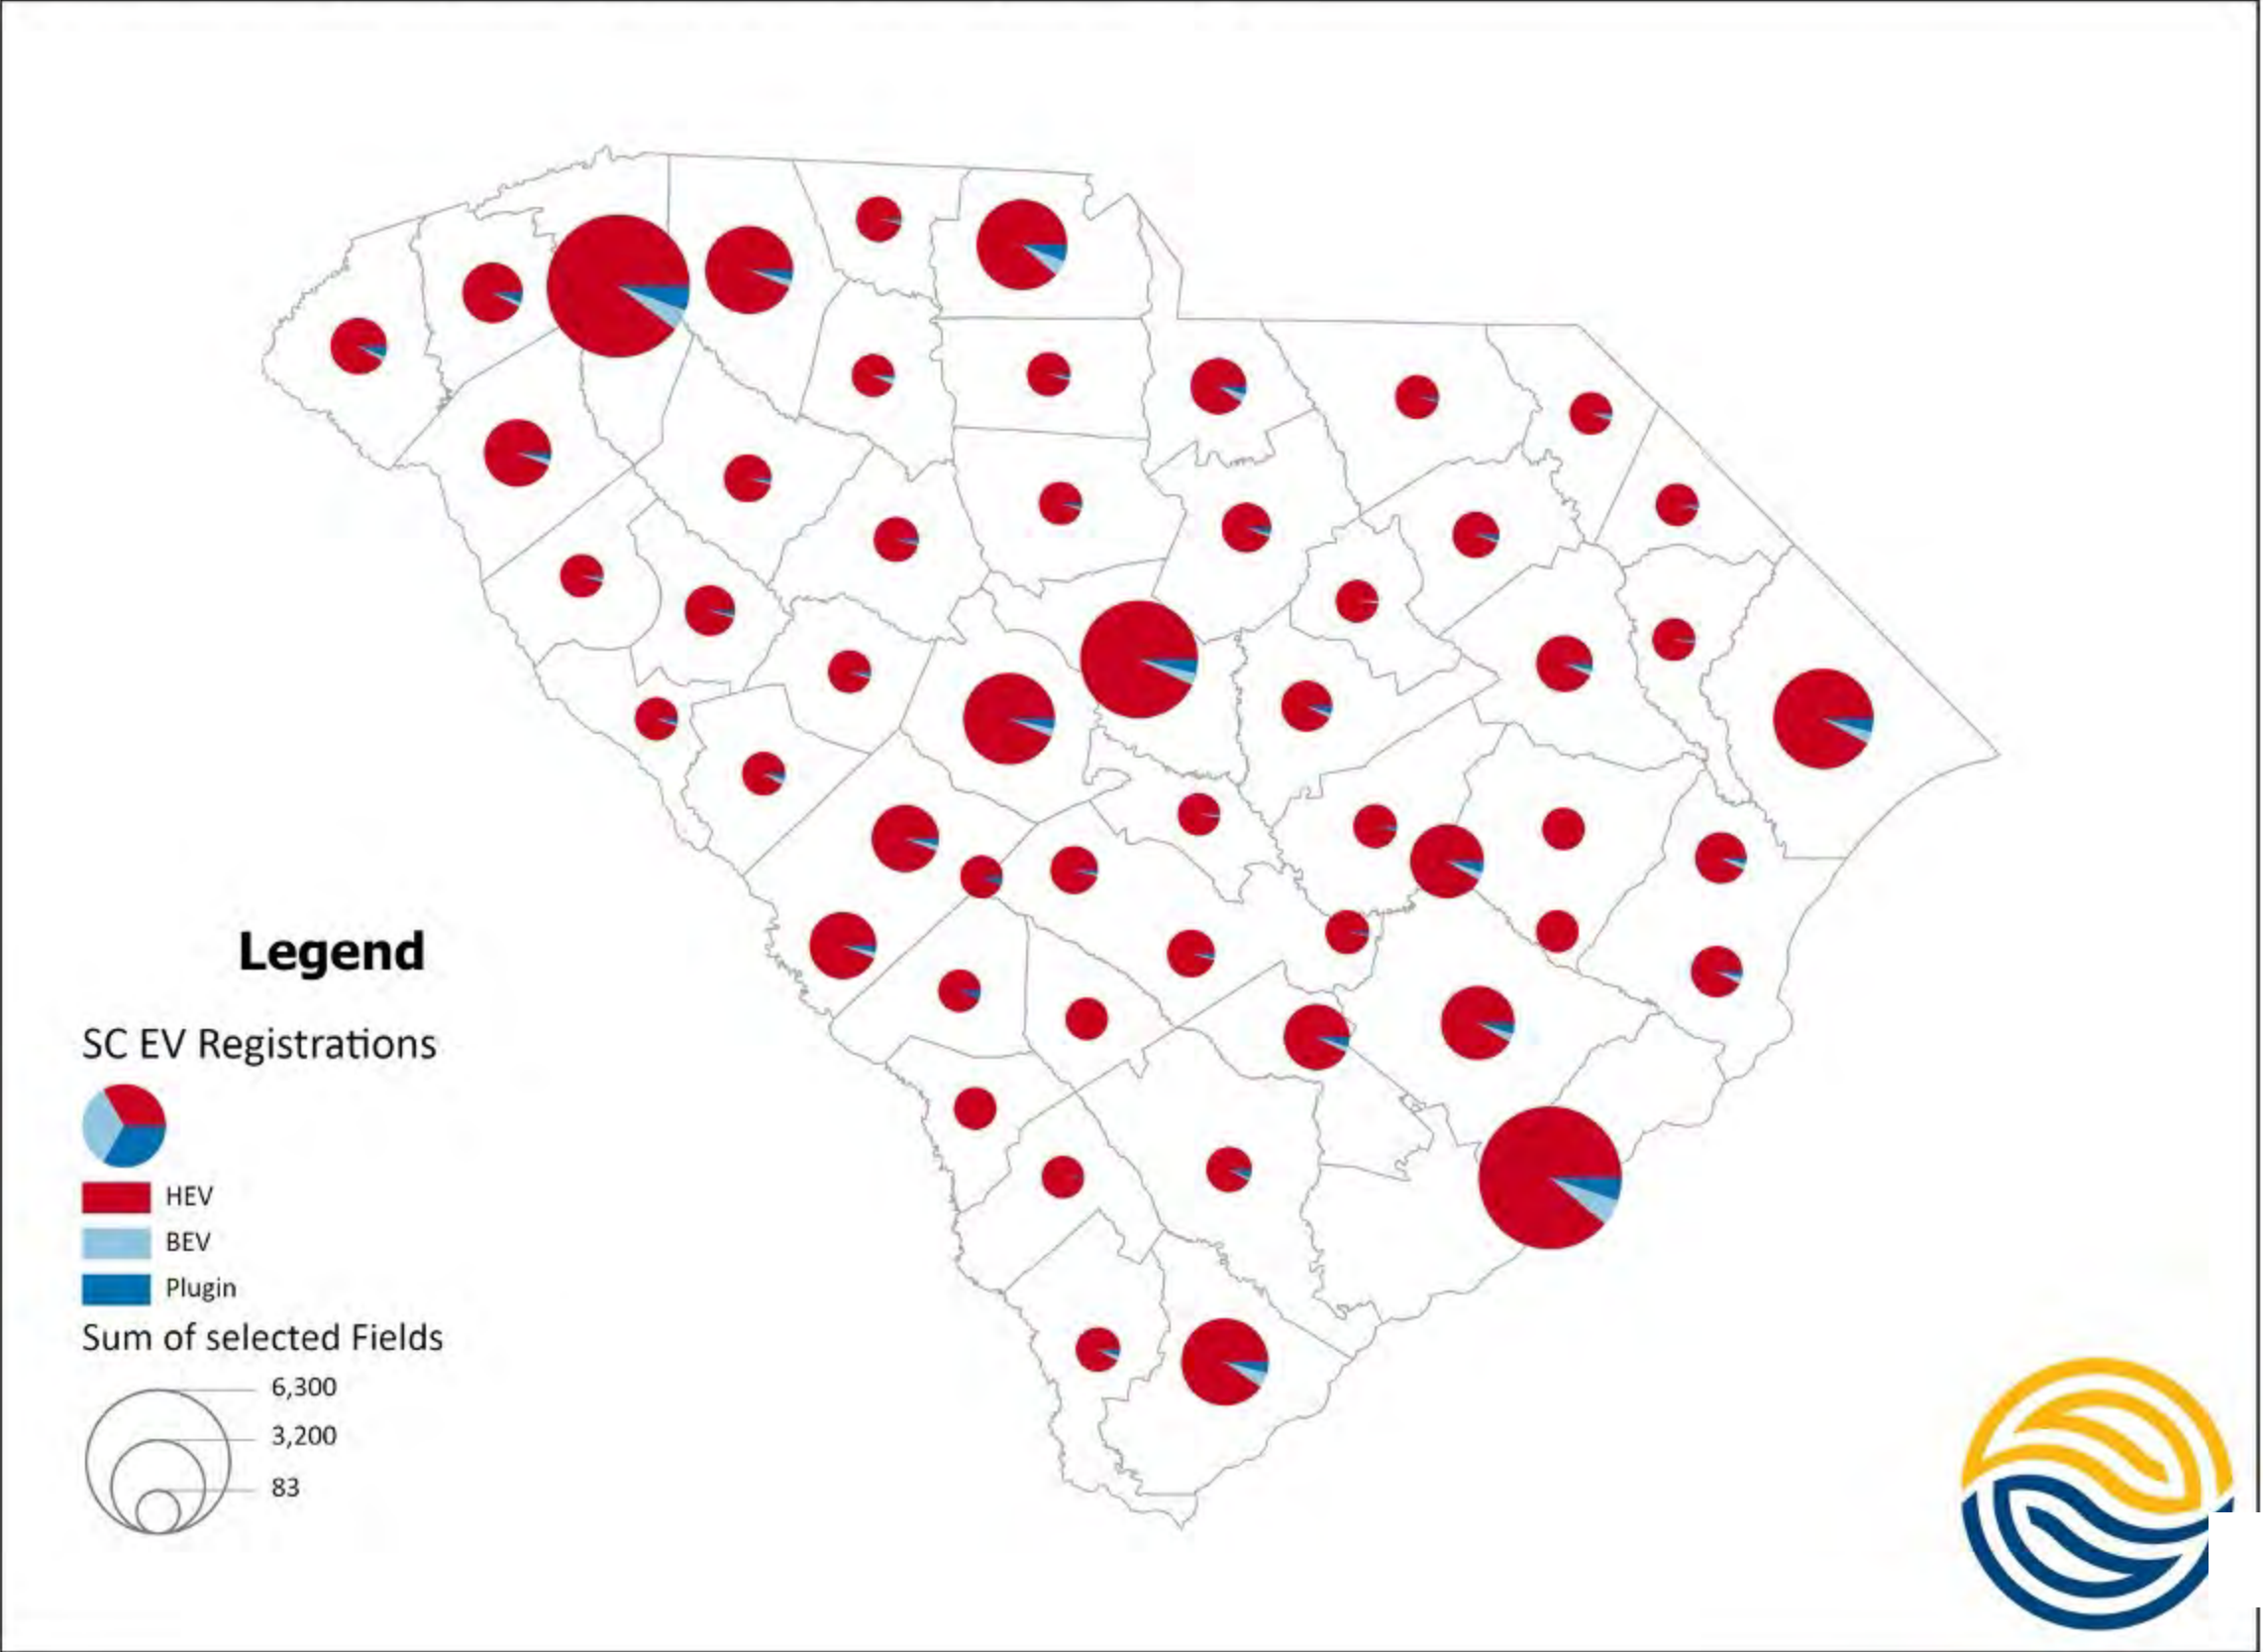 Legend
SC EV Registrations
HEV
BEV
Plugin
Sum of selected Fields
6,300
3,200
83